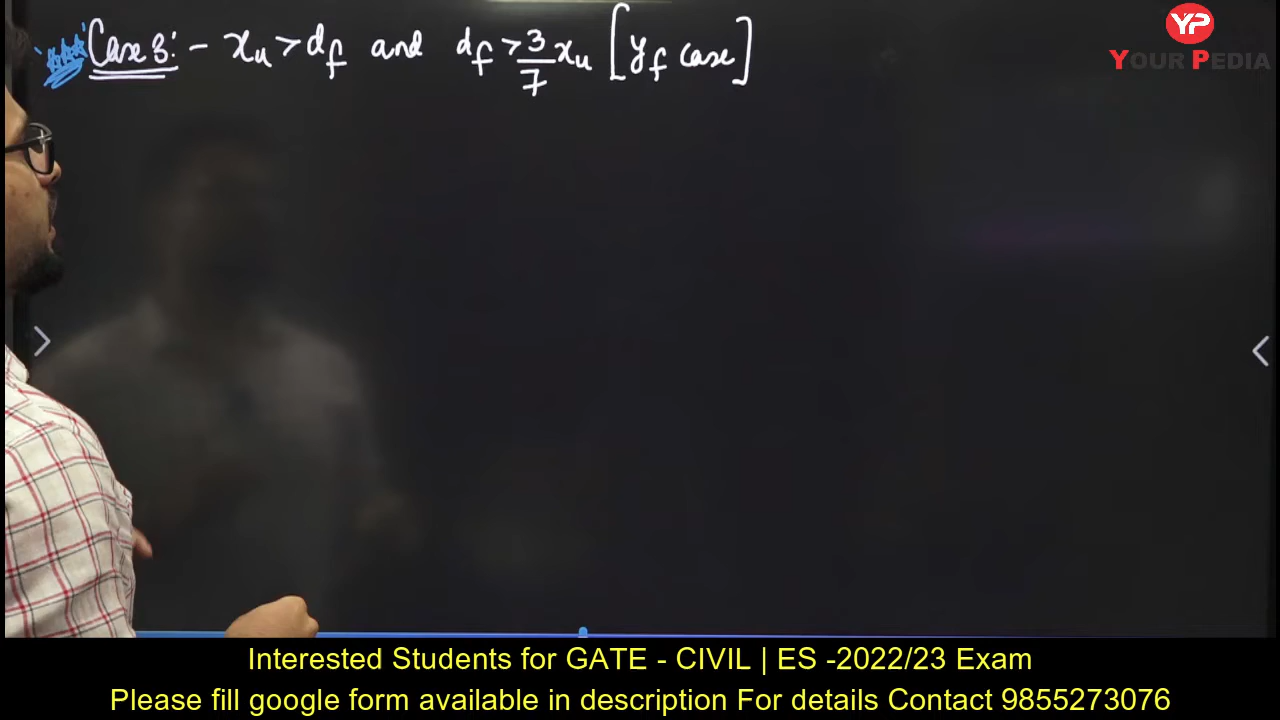 Case 3:- xu > df and df > 3/7 xu [yf case]
YP
YOUR PEDIA
Interested Students for GATE - CIVIL | ES -2022/23 Exam
Please fill google form available in description For details Contact 9855273076